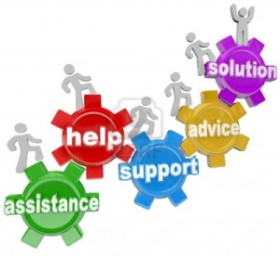 solution
advice
help
support
assistance